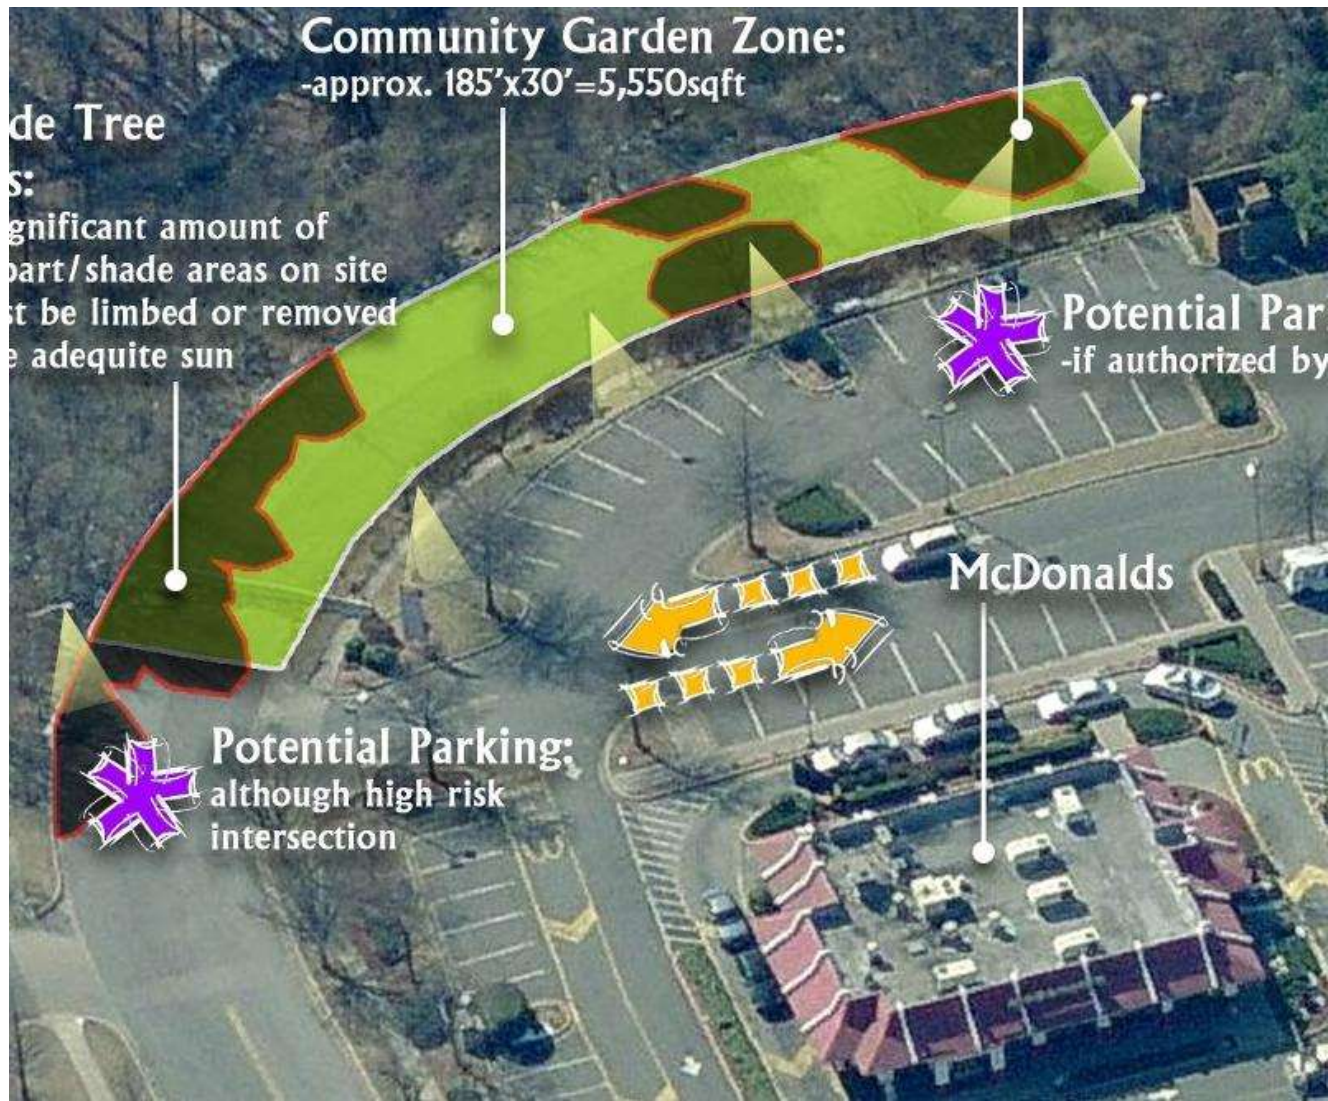 Community Garden Zone:
-approx. 185'x30'=5,550sqft
de Tree
s:
gnificant amount of
part/shade areas on site
st be limbed or removed
e adequite sun
Potential Par
-if authorized by
McDonalds
Potential Parking:
although high risk
intersection